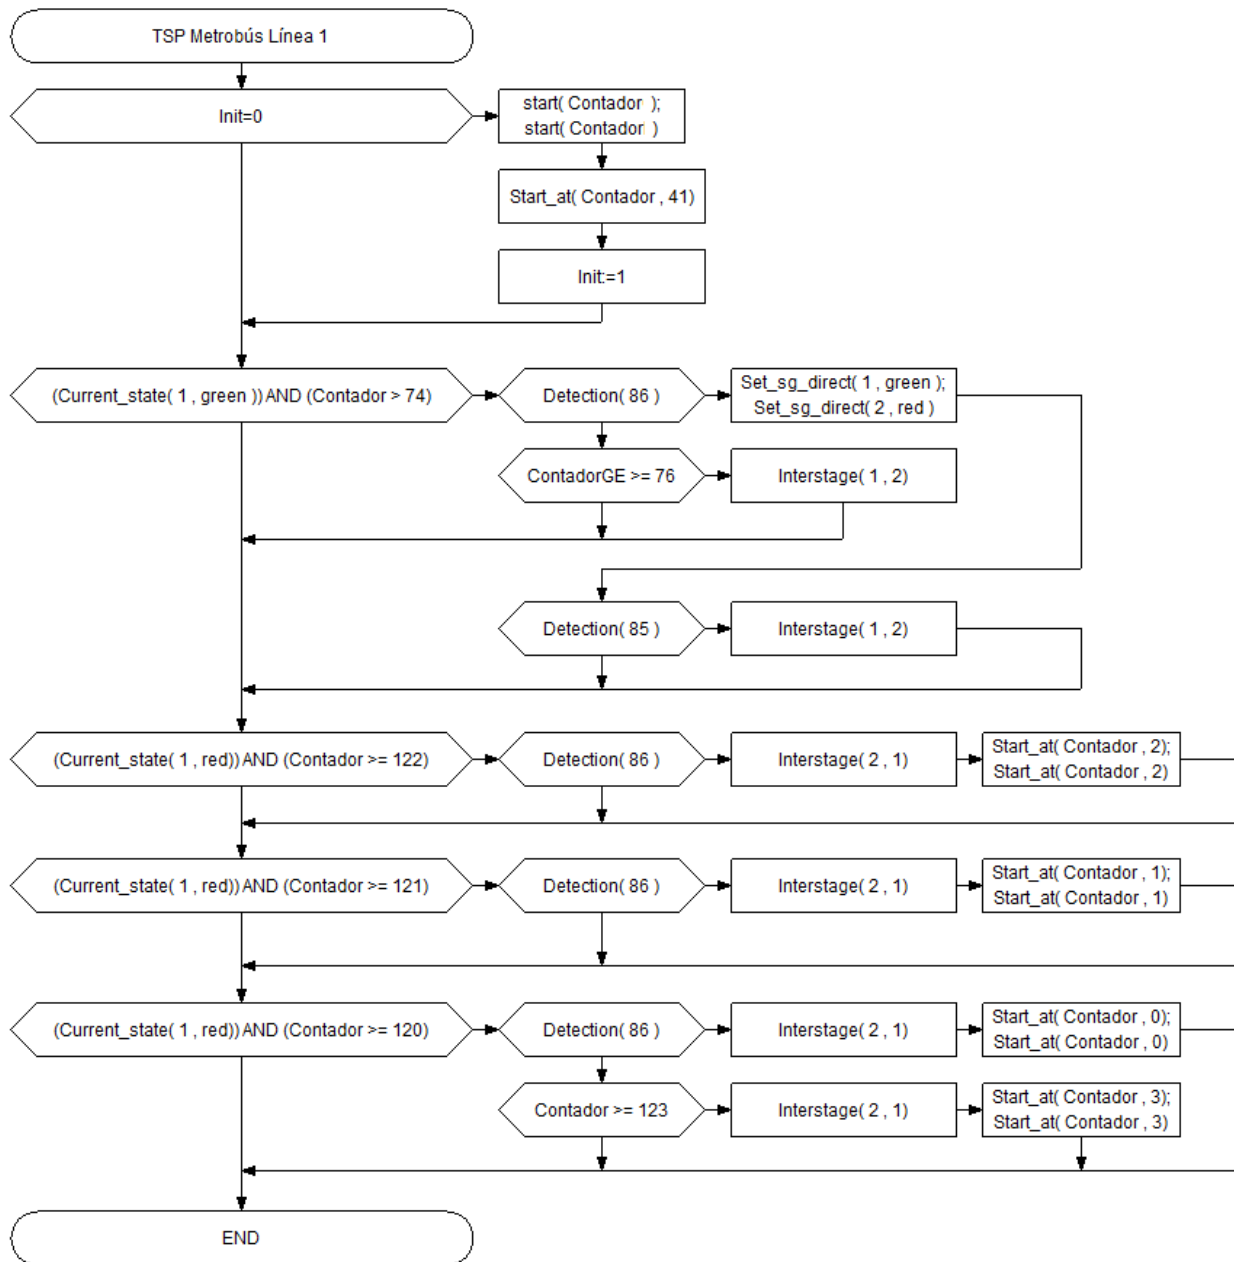 TSP Metrobús Línea 1
Init=0
start( Contador );
start( Contador )
Start_at( Contador , 41)
Init:=1
(Current_state( 1 , green )) AND (Contador > 74)
Detection( 86 )
Set_sg_direct( 1 , green );
Set_sg_direct( 2 , red )
ContadorGE >= 76
Interstage( 1 , 2)
Detection( 85 )
Interstage( 1 , 2)
(Current_state( 1 , red)) AND (Contador >= 122)
Detection( 86 )
Interstage( 2 , 1)
Start_at( Contador , 2);
Start_at( Contador , 2)
(Current_state( 1 , red)) AND (Contador >= 121)
Detection( 86 )
Interstage( 2 , 1)
Start_at( Contador , 1);
Start_at( Contador , 1)
(Current_state( 1 , red)) AND (Contador >= 120)
Detection( 86 )
Interstage( 2 , 1)
Start_at( Contador , 0);
Start_at( Contador , 0)
Contador >= 123
Interstage( 2 , 1)
Start_at( Contador , 3);
Start_at( Contador , 3)
END